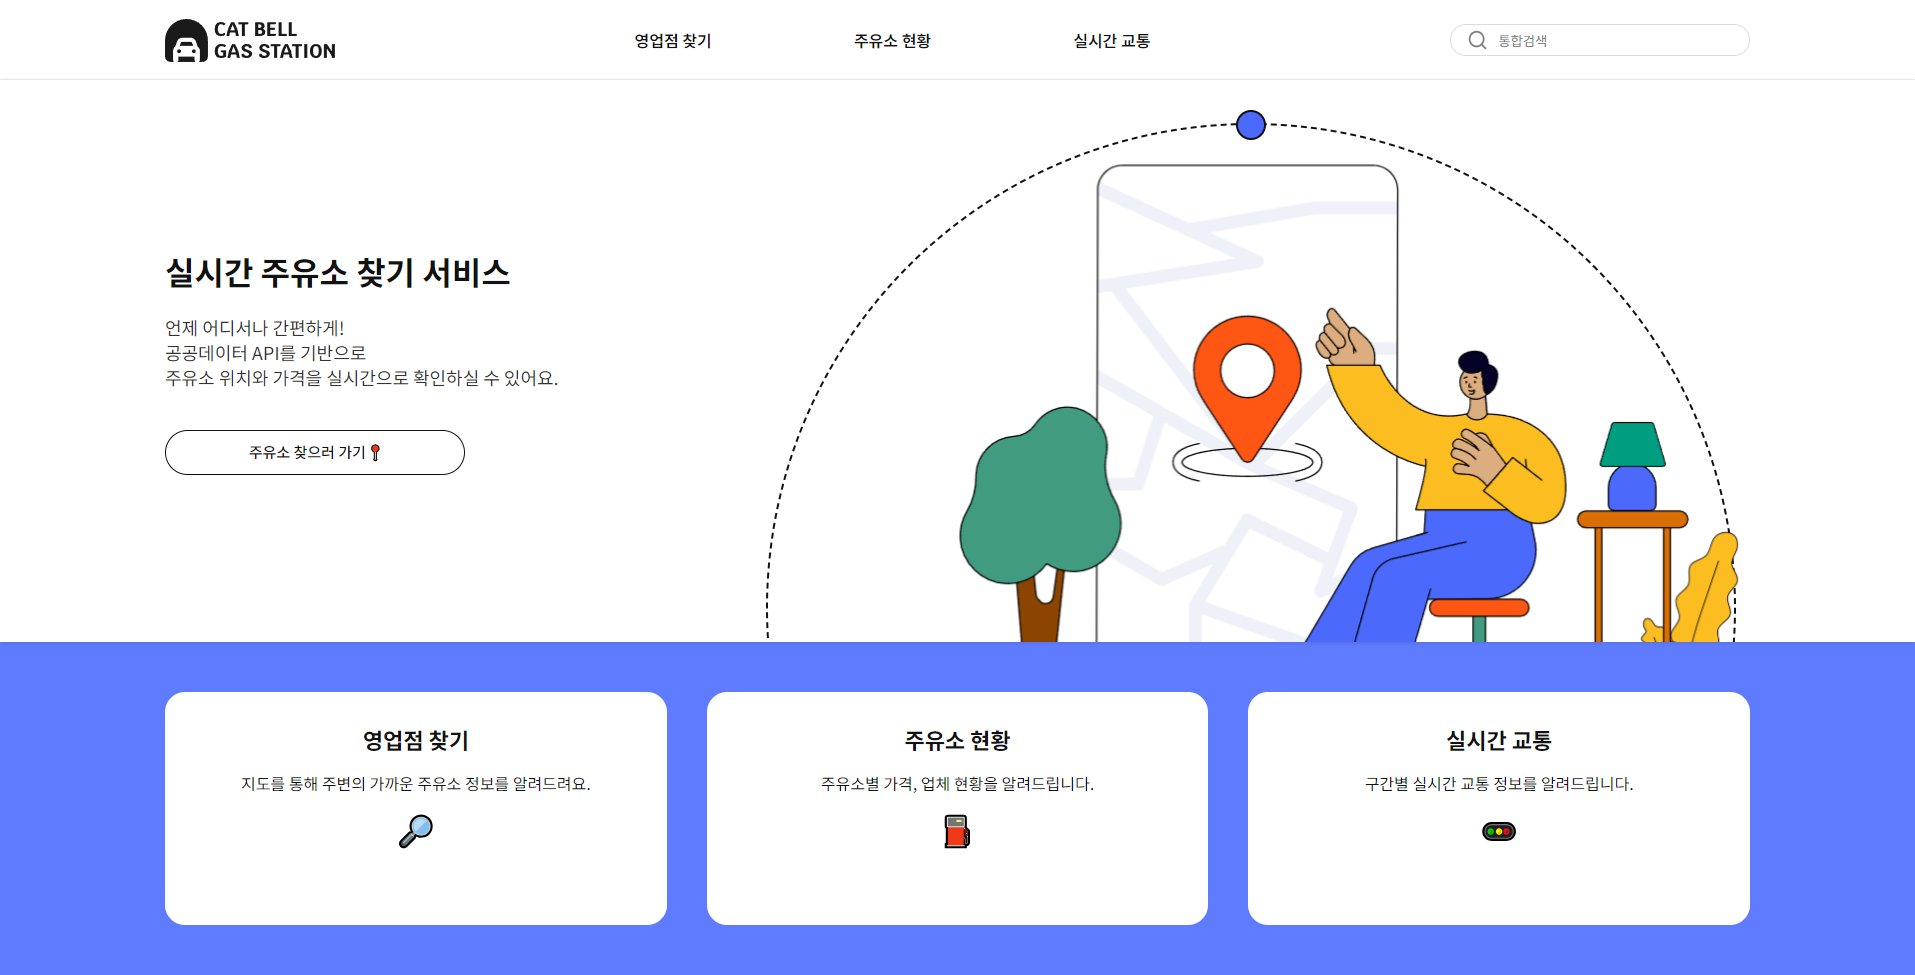 CAT BELL
GAS STATION
영업점 찾기
주유소 현황
실시간 교통
통합검색
실시간 주유소 찾기 서비스
언제 어디서나 간편하게!
공공데이터 API를 기반으로
주유소 위치와 가격을 실시간으로 확인하실 수 있어요.
주유소 찾으러 가기
영업점 찾기
지도를 통해 주변의 가까운 주유소 정보를 알려드려요.
주유소 현황
주유소별 가격, 업체 현황을 알려드립니다.
실시간 교통
구간별 실시간 교통 정보를 알려드립니다.